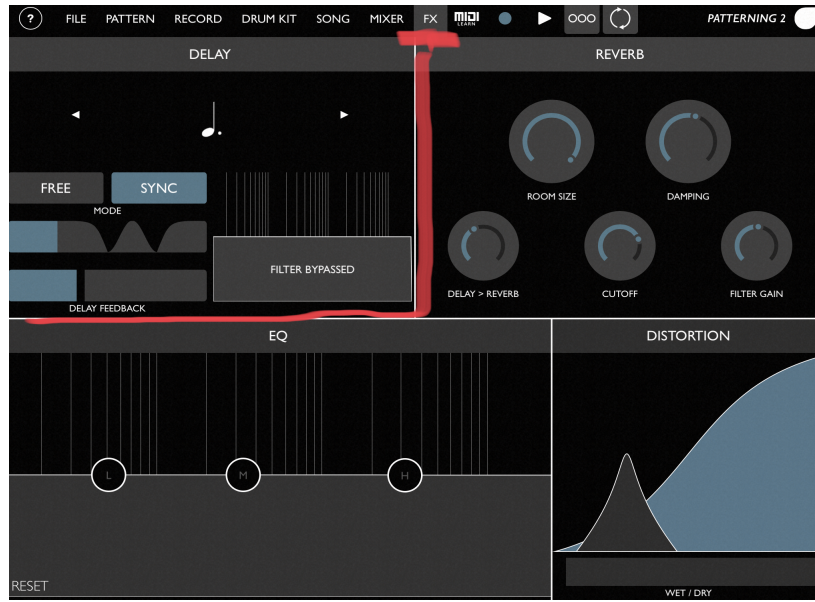 ? FILE PATTERN RECORD DRUM KIT SONG MIXER FX MIDI LEARN PATTERNING 2
DELAY
REVERB
FREE SYNC
MODE
FILTER BYPASSED
DELAY FEEDBACK
ROOM SIZE DAMPING
DELAY > REVERB CUTOFF FILTER GAIN
EQ
L M H
RESET
DISTORTION
WET / DRY